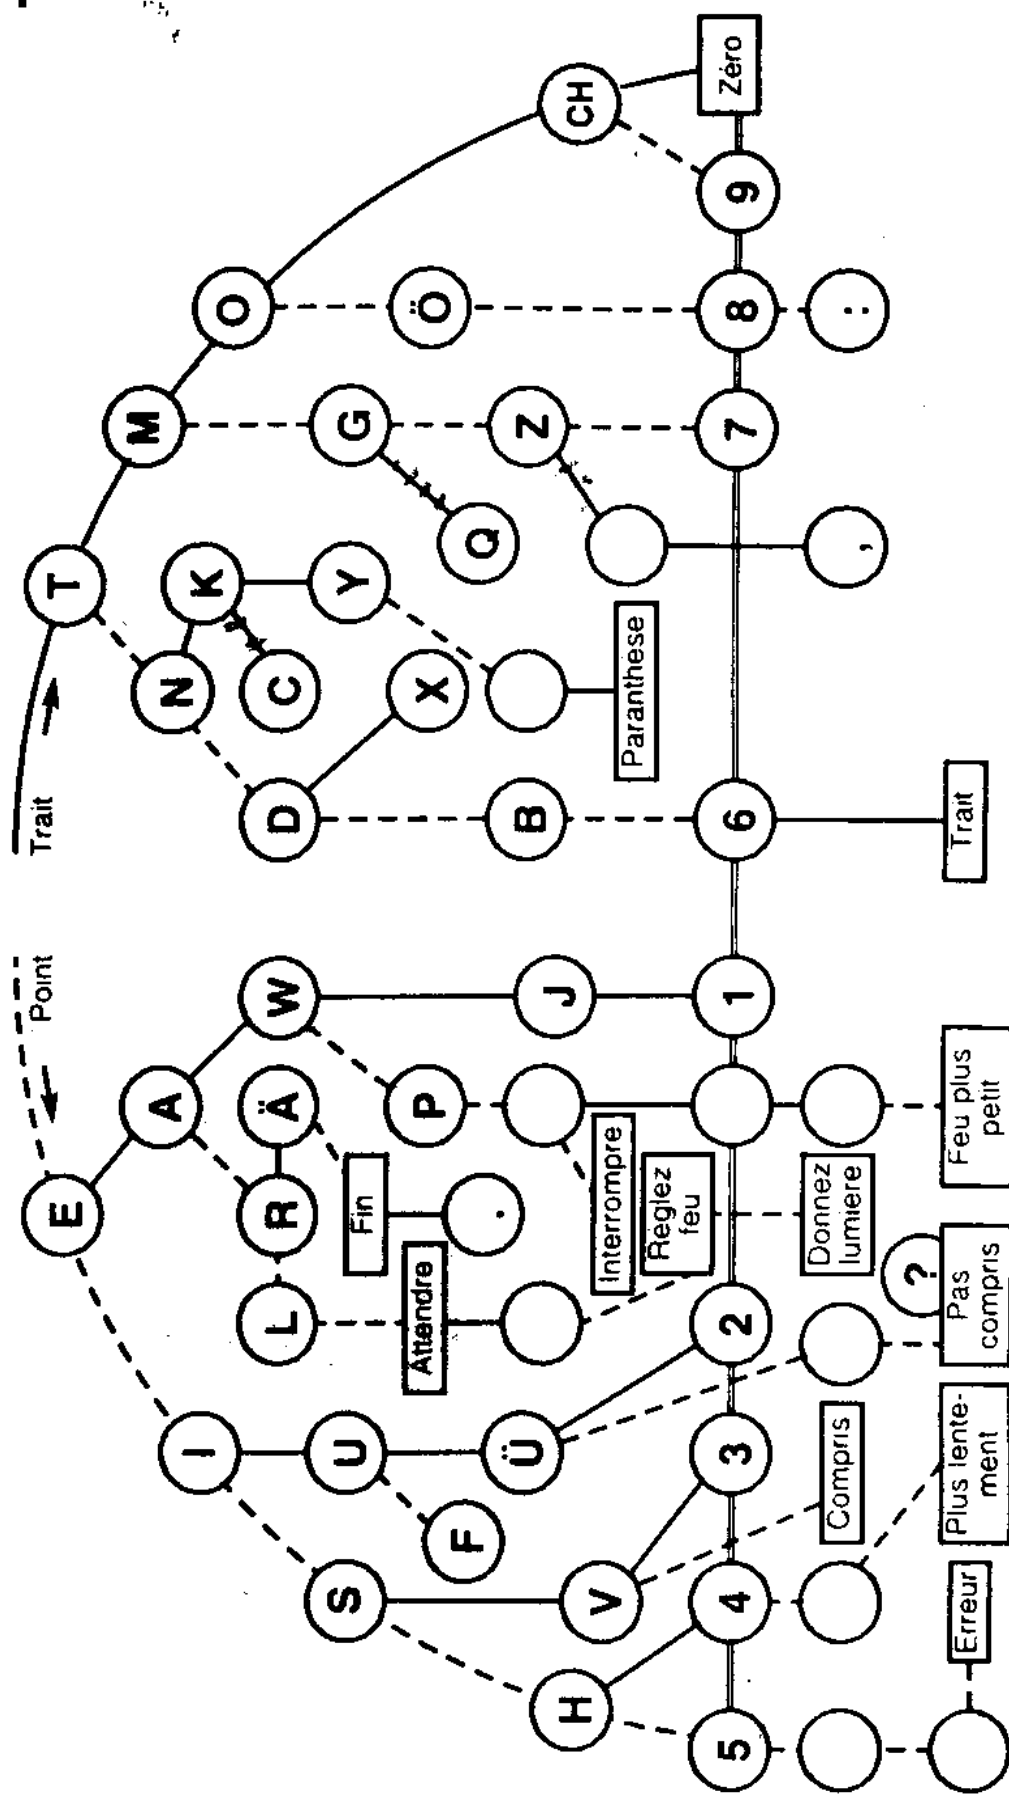 Point
Trait
E
T
A
M
I
R
Ä
W
N
K
O
L
U
S
D
C
Y
G
Ö
Fin
Attendre
F
P
X
Q
.
Ü
H
V
J
B
Z
Interrompre
Réglez
feu
Paranthese
CH
5
4
3
2
1
6
7
8
9
Zéro
Compris
Donnez
lumiere
,
:
?
Erreur
Plus lente-
ment
Pas
compris
Feu plus
petit
Trait